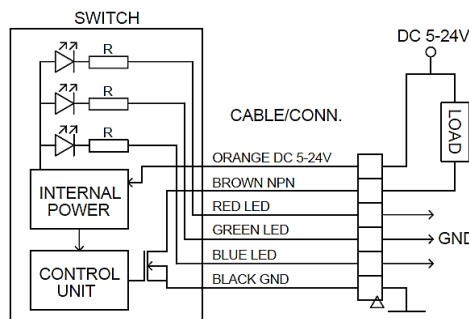 SWITCH
DC 5-24V
R
R
R
CABLE/CONN.
LOAD
ORANGE DC 5-24V
BROWN NPN
RED LED
GREEN LED
BLUE LED
BLACK GND
GND
INTERNAL
POWER
CONTROL
UNIT